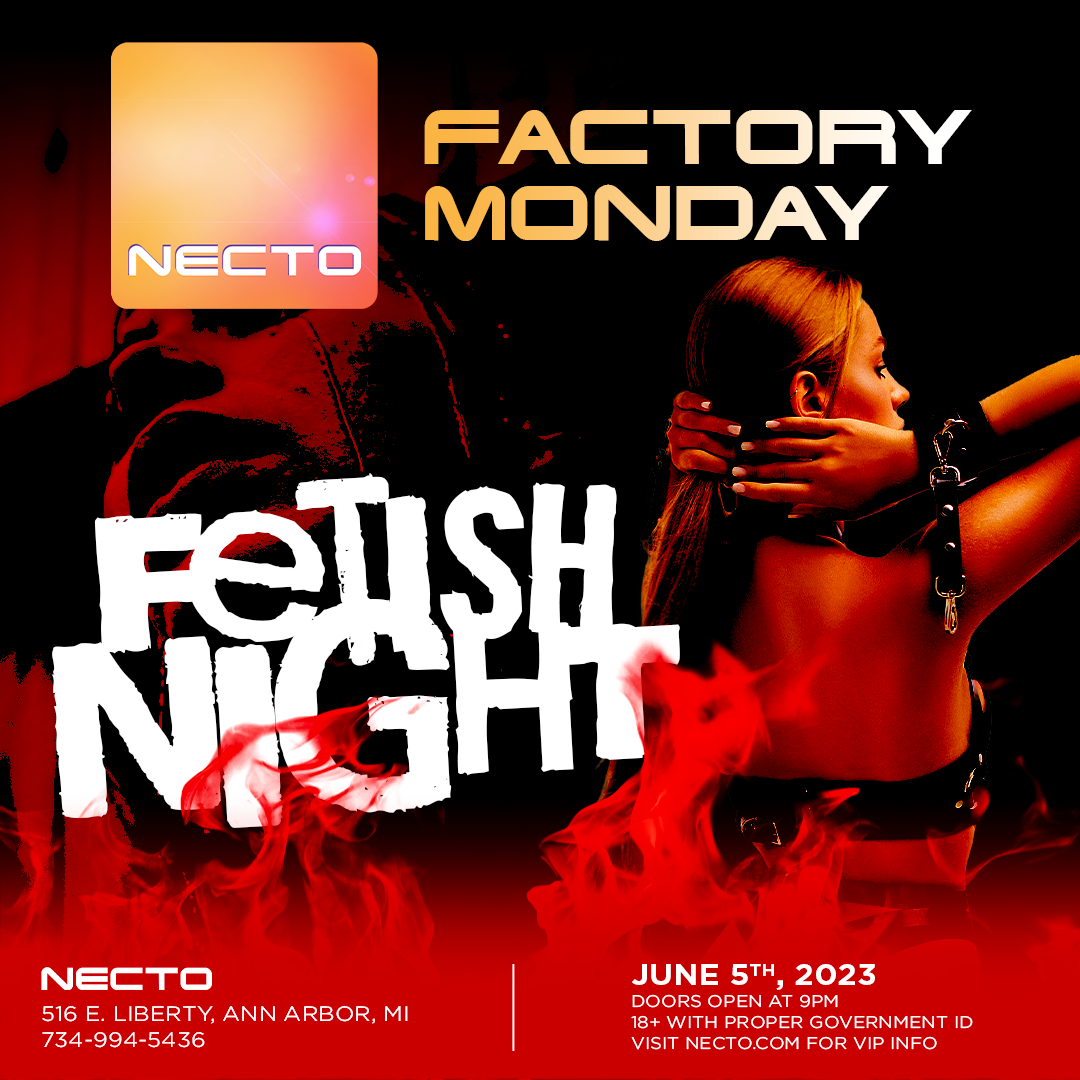 NECTO
FACTORY
MONDAY
FeTISH
NIGHT
NECTO
516 E. LIBERTY, ANN ARBOR, MI
734-994-5436
JUNE 5TH, 2023
DOORS OPEN AT 9PM
18+ WITH PROPER GOVERNMENT ID
VISIT NECTO.COM FOR VIP INFO